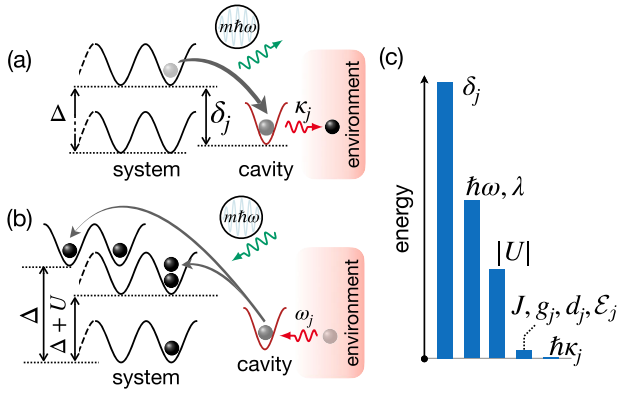 (a)
mħω
Δ
δj
κj
environment
system
cavity
(b)
mħω
Δ
Δ + U
ωj
environment
system
cavity
(c)
energy
δj
ħω, λ
|U|
J, gj, dj, ℰj
ħκj